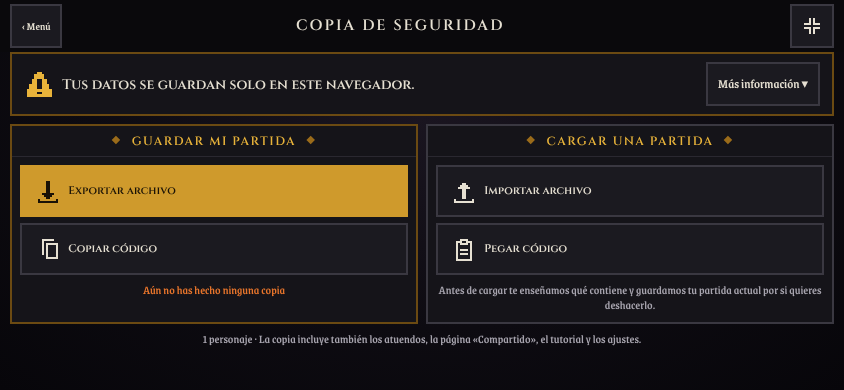 ‹ Menú
COPIA DE SEGURIDAD
TUS DATOS SE GUARDAN SOLO EN ESTE NAVEGADOR.
Más información ▾
GUARDAR MI PARTIDA
EXPORTAR ARCHIVO
COPIAR CÓDIGO
Aún no has hecho ninguna copia
CARGAR UNA PARTIDA
IMPORTAR ARCHIVO
PEGAR CÓDIGO
Antes de cargar te enseñamos qué contiene y guardamos tu partida actual por si quieres
deshacerlo.
1 personaje · La copia incluye también los atuendos, la página «Compartido», el tutorial y los ajustes.